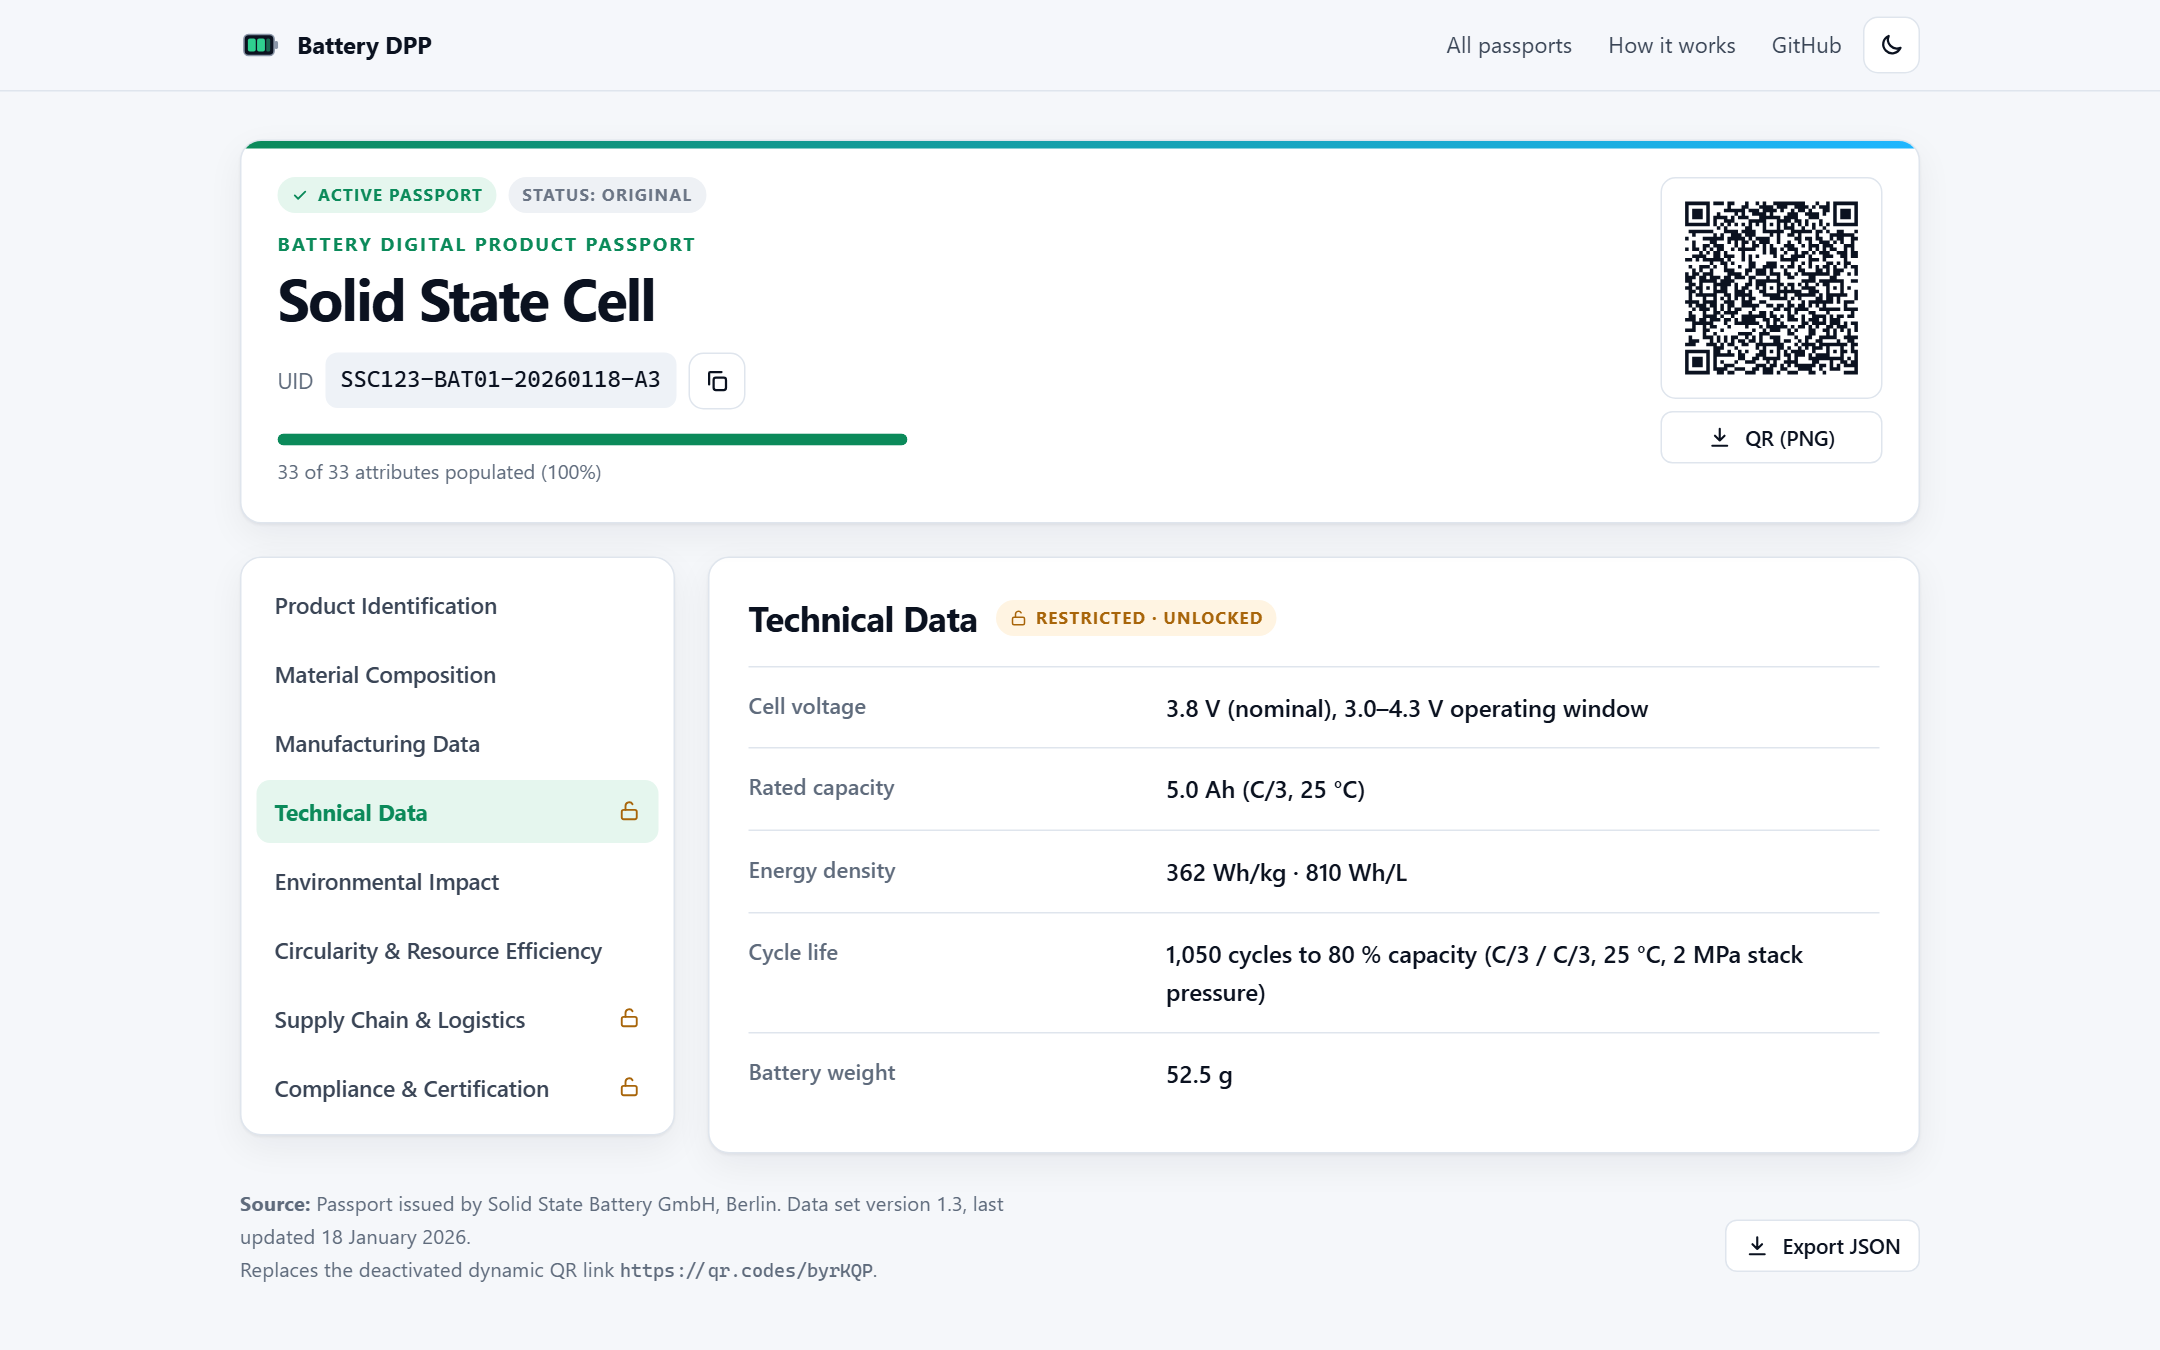 Battery DPP
All passports
How it works
GitHub
ACTIVE PASSPORT
STATUS: ORIGINAL
BATTERY DIGITAL PRODUCT PASSPORT
Solid State Cell
UID SSC123-BAT01-20260118-A3
33 of 33 attributes populated (100%)
QR (PNG)
Product Identification
Material Composition
Manufacturing Data
Technical Data
Environmental Impact
Circularity & Resource Efficiency
Supply Chain & Logistics
Compliance & Certification
Technical Data
RESTRICTED · UNLOCKED
Cell voltage
3.8 V (nominal), 3.0–4.3 V operating window
Rated capacity
5.0 Ah (C/3, 25 °C)
Energy density
362 Wh/kg · 810 Wh/L
Cycle life
1,050 cycles to 80 % capacity (C/3 / C/3, 25 °C, 2 MPa stack
pressure)
Battery weight
52.5 g
Source: Passport issued by Solid State Battery GmbH, Berlin. Data set version 1.3, last
updated 18 January 2026.
Replaces the deactivated dynamic QR link https://qr.codes/byrKQP.
Export JSON